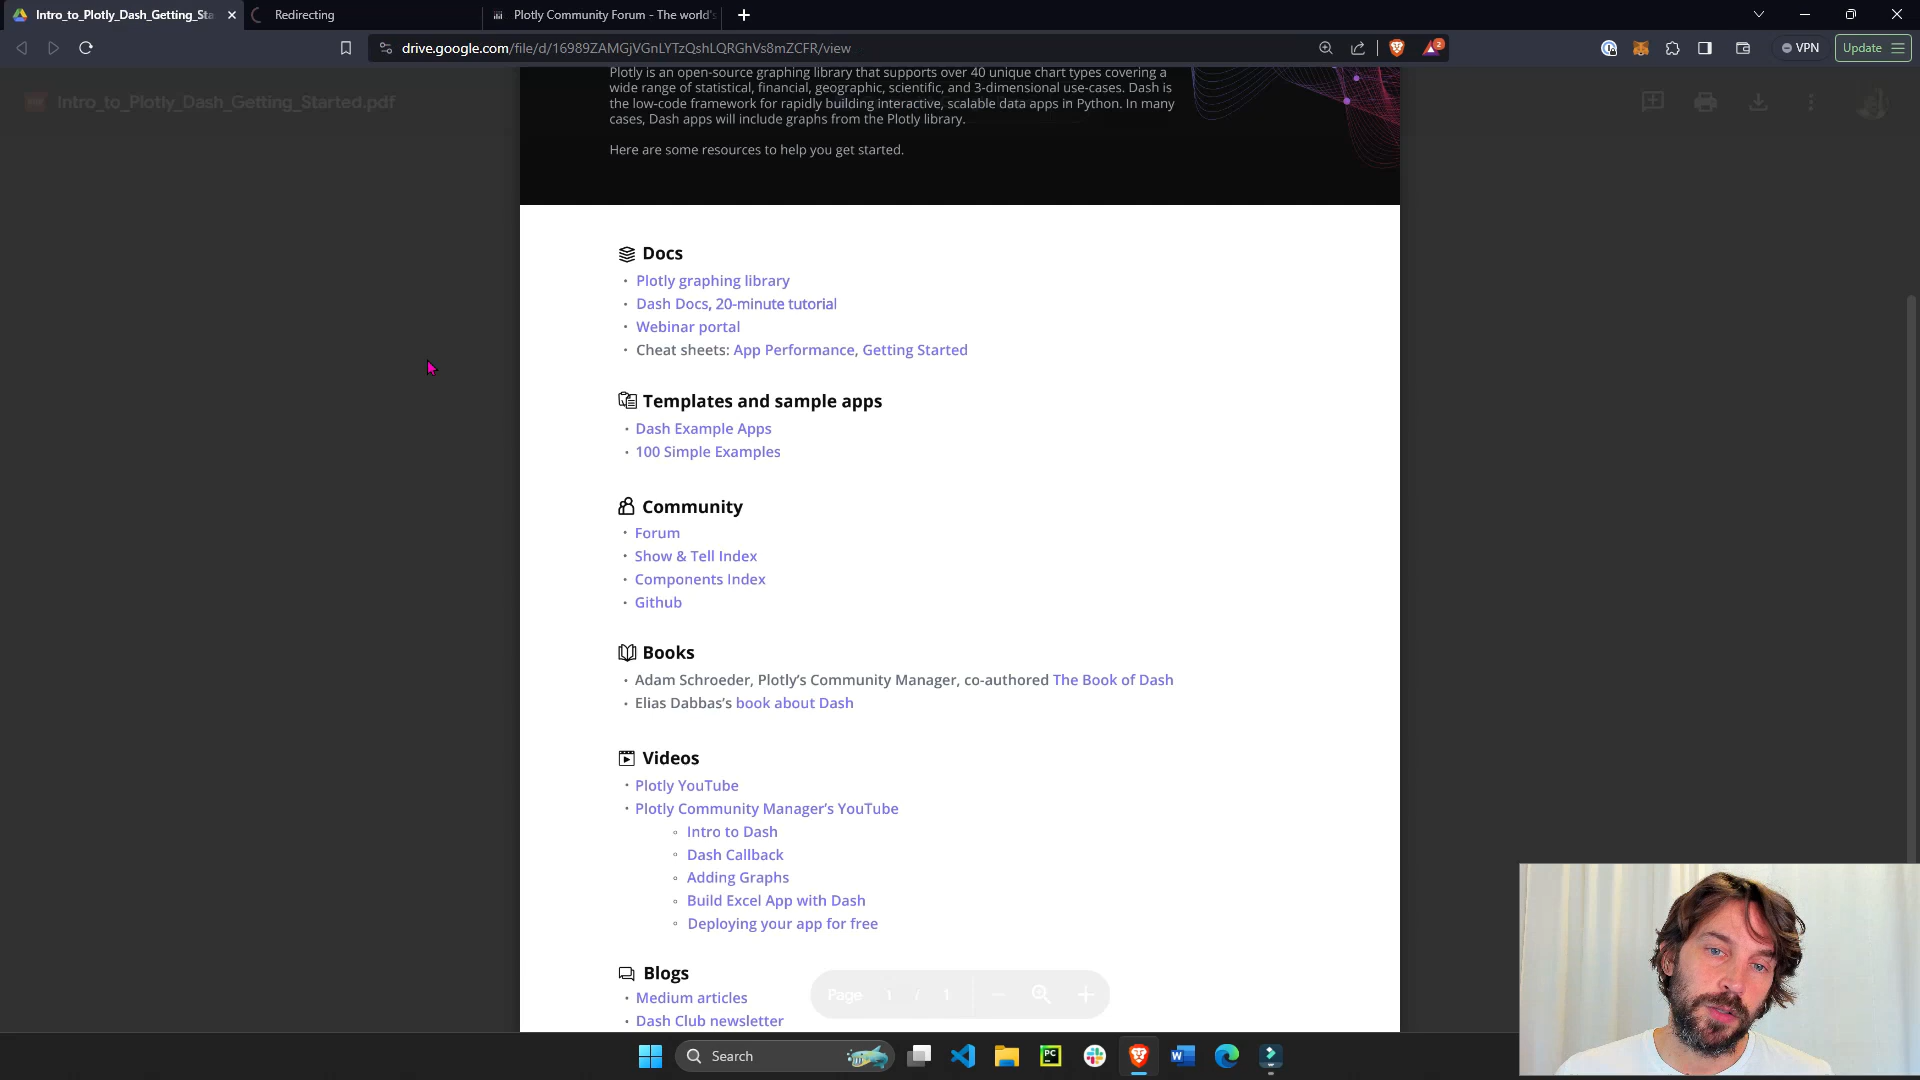 Intro_to_Plotly_Dash_Getting_Sta
Redirecting
Plotly Community Forum - The world's
drive.google.com/file/d/16989ZAMGjVGnLYTzQshLQRGhVs8mZCFR/view
2
VPN
Update
Intro_to_Plotly_Dash_Getting_Started.pdf
Plotly is an open-source graphing library that supports over 40 unique chart types covering a
wide range of statistical, financial, geographic, scientific, and 3-dimensional use-cases. Dash is
the low-code framework for rapidly building interactive, scalable data apps in Python. In many
cases, Dash apps will include graphs from the Plotly library.
Here are some resources to help you get started.
Docs
· Plotly graphing library
· Dash Docs, 20-minute tutorial
· Webinar portal
· Cheat sheets: App Performance, Getting Started
Templates and sample apps
· Dash Example Apps
· 100 Simple Examples
Community
· Forum
· Show & Tell Index
· Components Index
· Github
Books
· Adam Schroeder, Plotly’s Community Manager, co-authored The Book of Dash
· Elias Dabbas’s book about Dash
Videos
· Plotly YouTube
· Plotly Community Manager’s YouTube
◦ Intro to Dash
◦ Dash Callback
◦ Adding Graphs
◦ Build Excel App with Dash
◦ Deploying your app for free
Blogs
· Medium articles
· Dash Club newsletter
Page 1 / 1
Search
PC